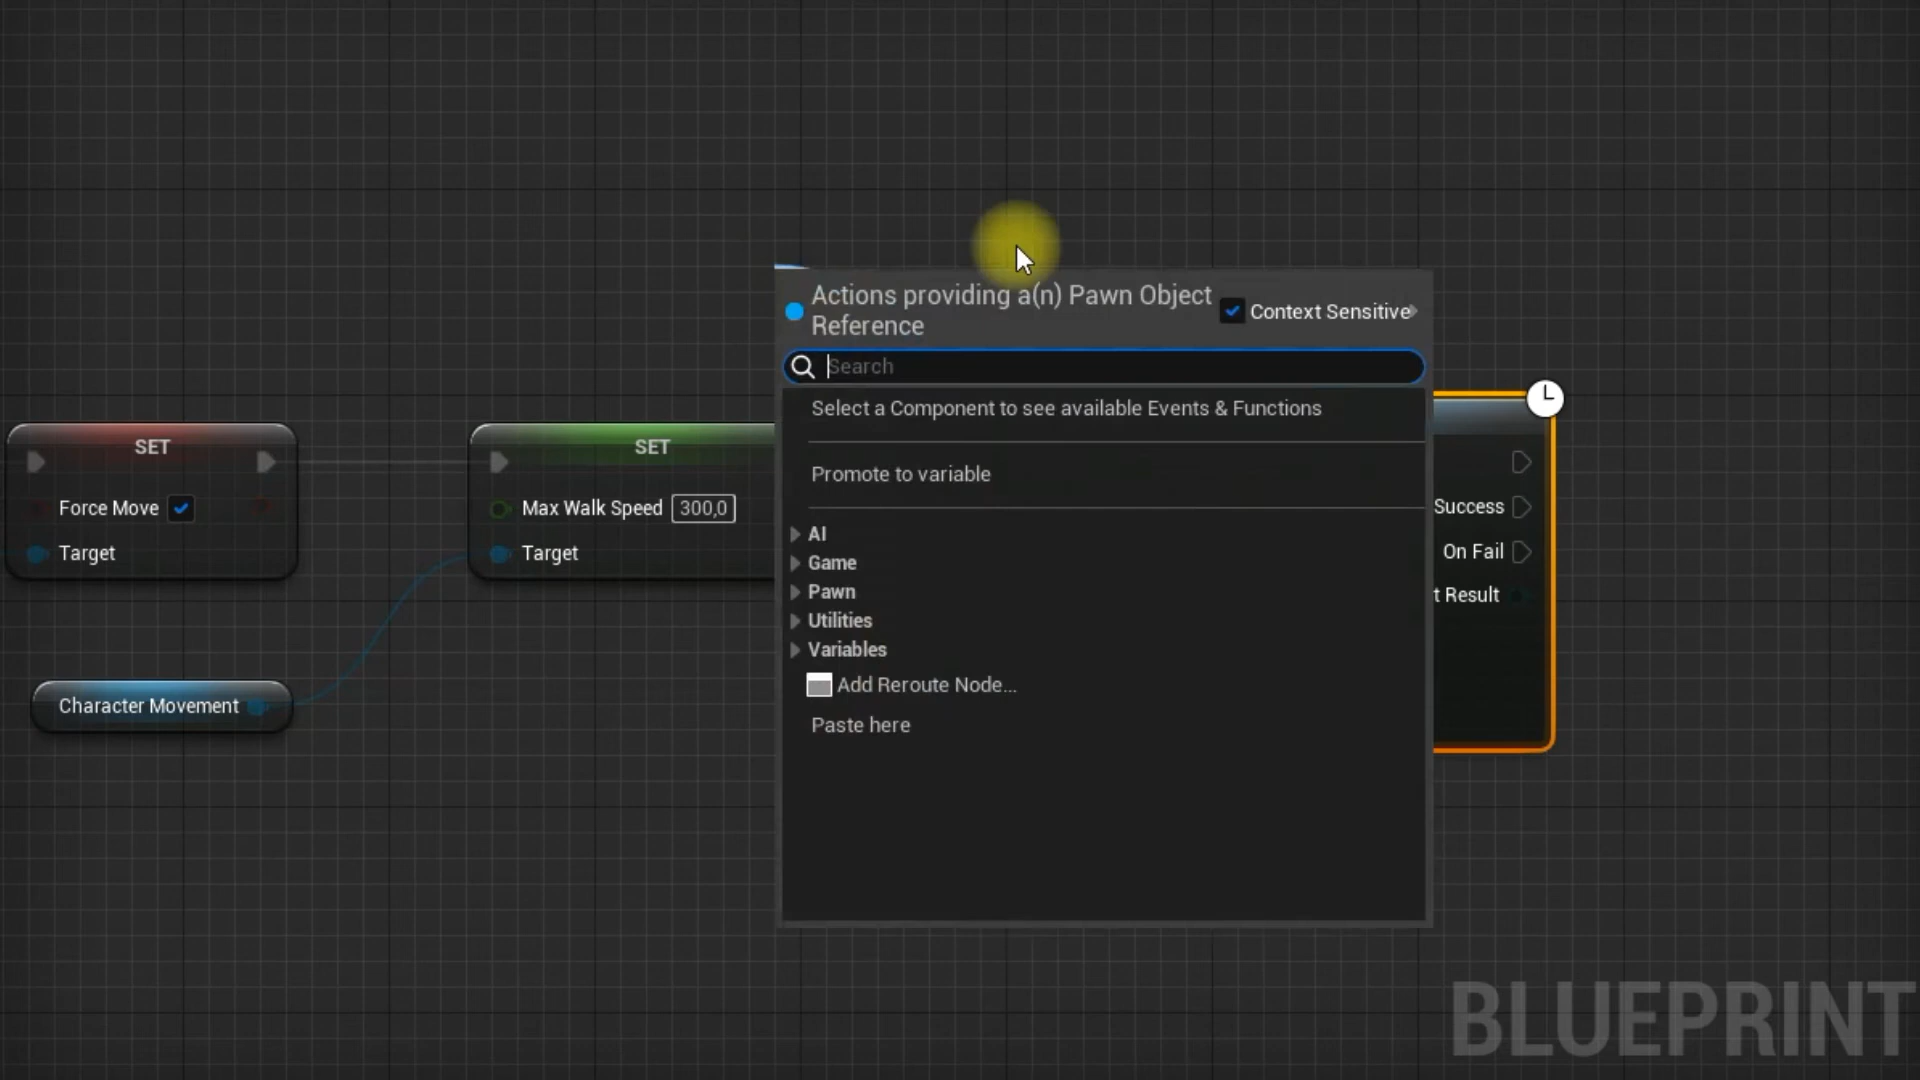 Actions providing a(n) Pawn Object
Reference
Context Sensitive
Search
Select a Component to see available Events & Functions
Promote to variable
AI
Game
Pawn
Utilities
Variables
Add Reroute Node...
Paste here
SET
Force Move
Target
SET
Max Walk Speed 300,0
Target
Character Movement
Success
On Fail
t Result
BLUEPRINT